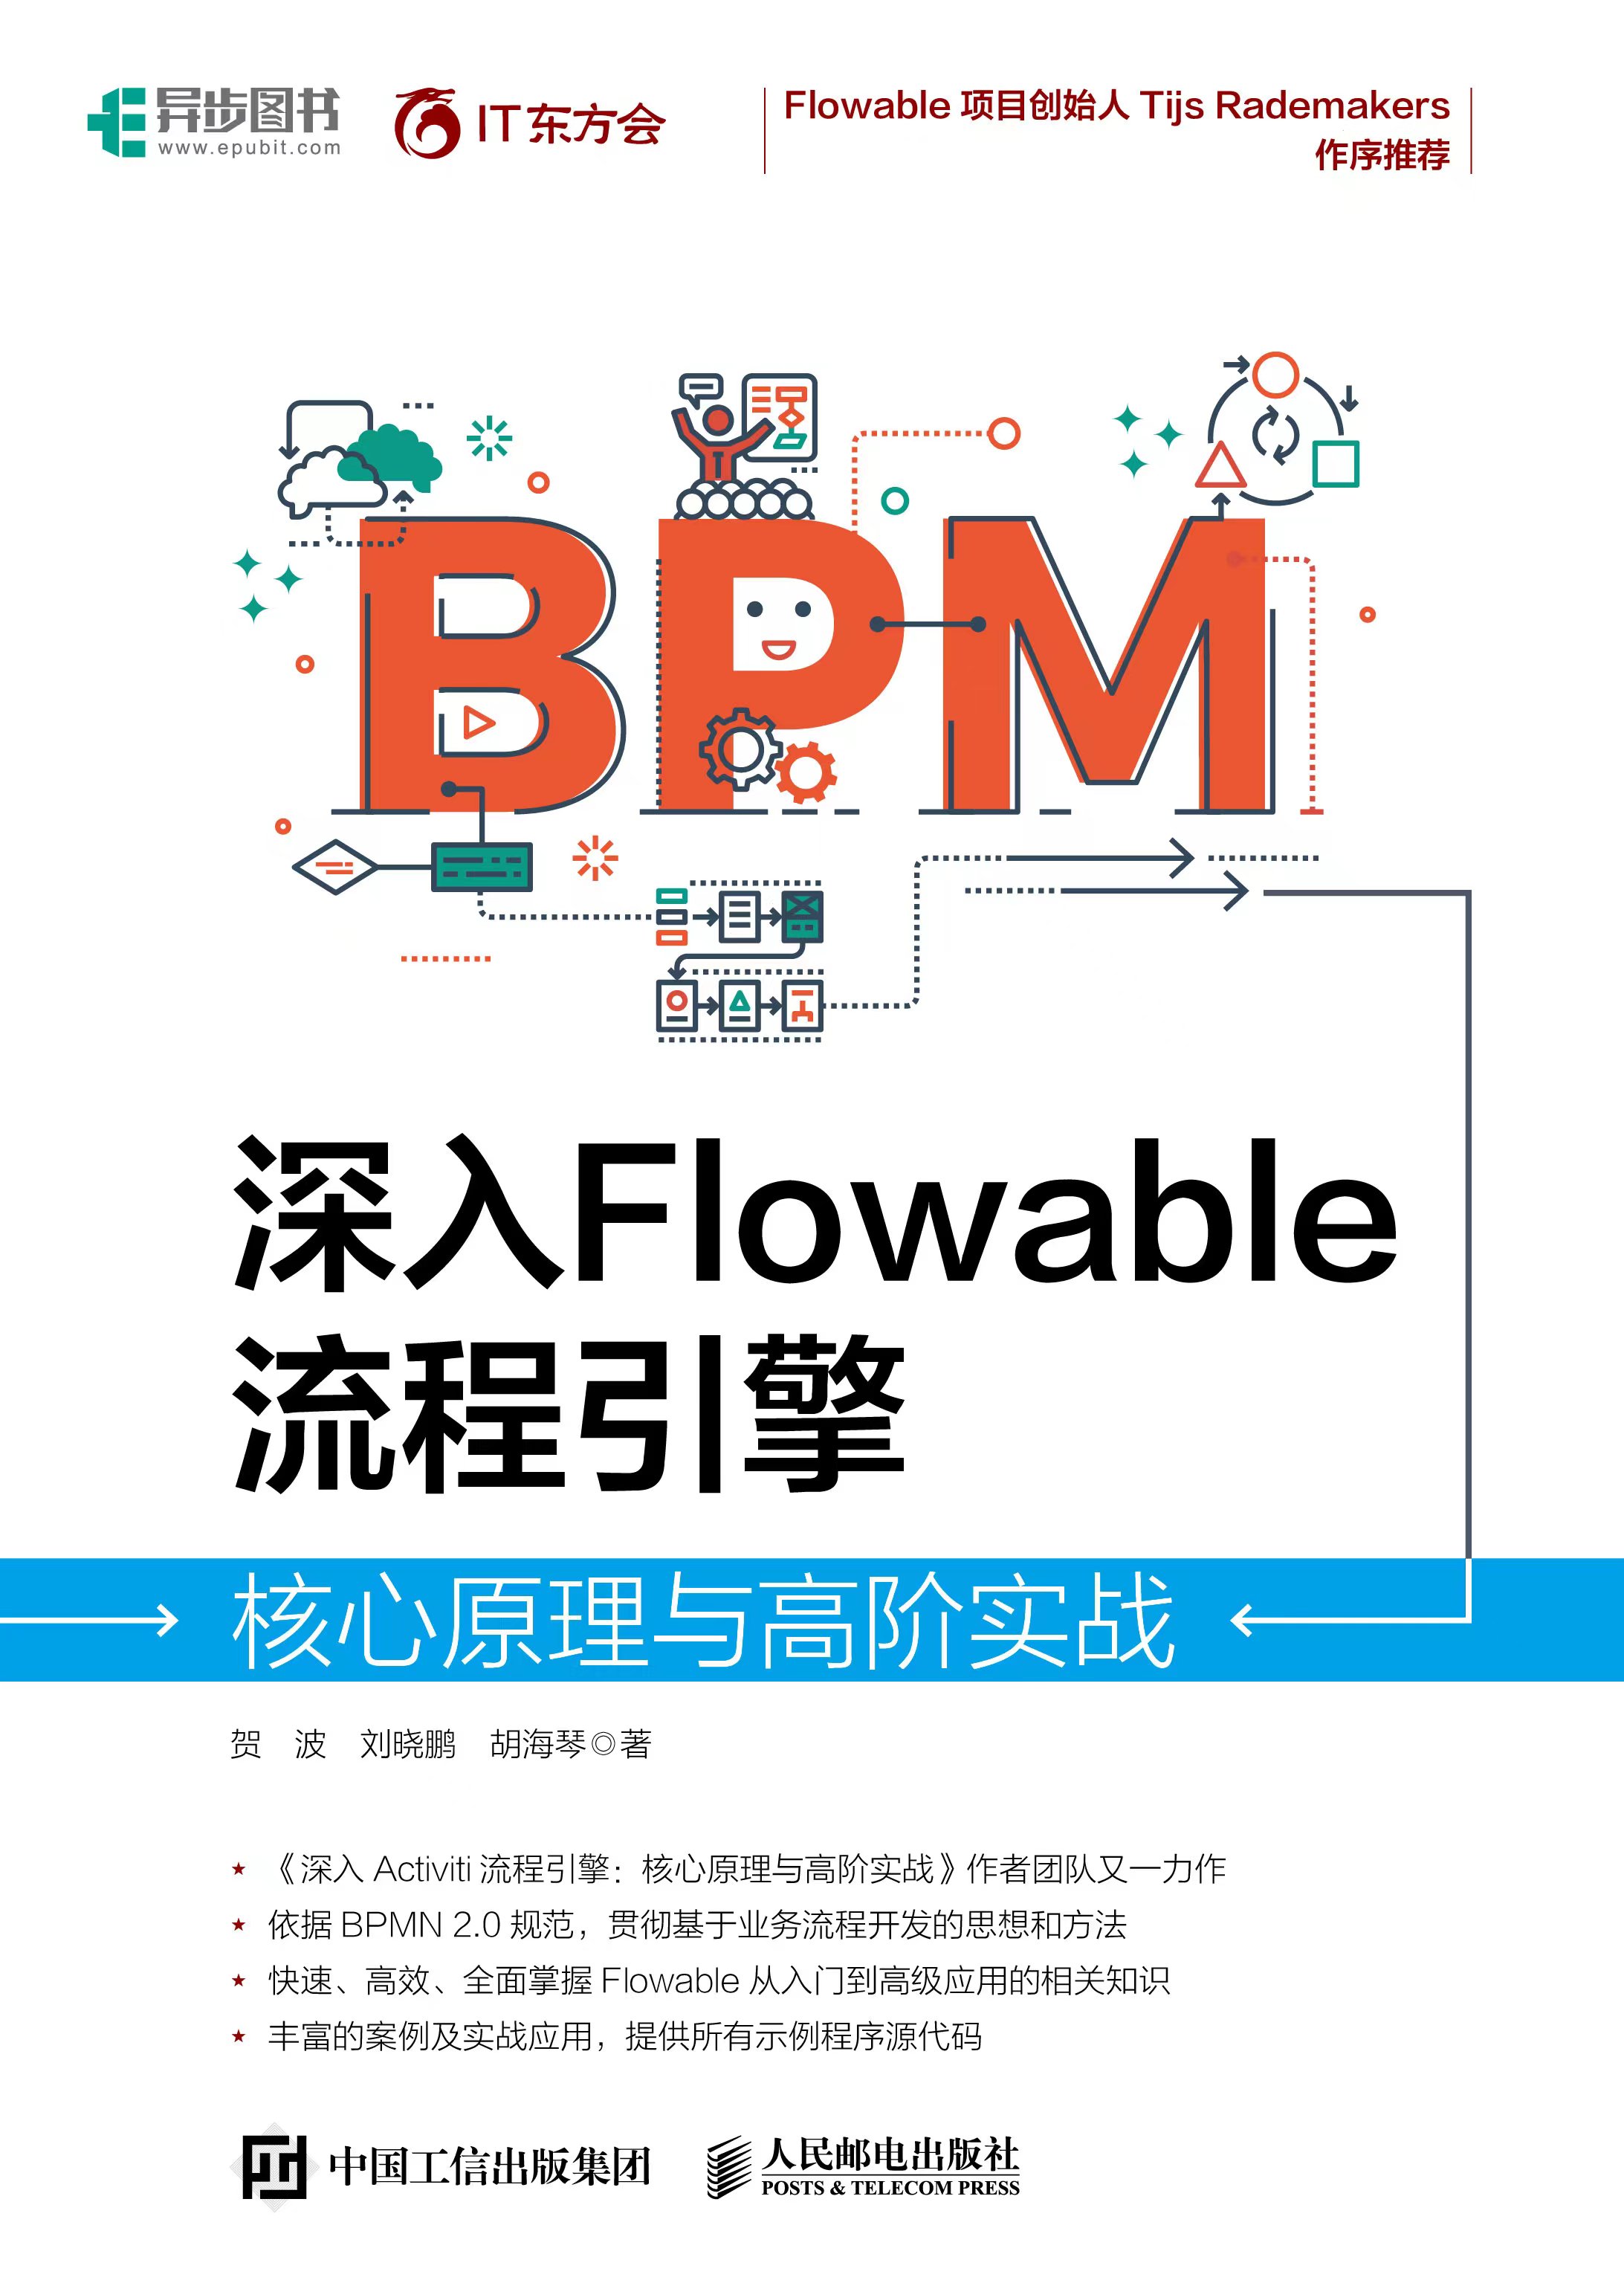 异步图书
www.epubit.com
IT东方会
Flowable 项目创始人 Tijs Rademakers
作序推荐
BPM
深入Flowable
流程引擎
核心原理与高阶实战
贺 波 刘晓鹏 胡海琴◎著
★ 《深入 Activiti 流程引擎：核心原理与高阶实战》作者团队又一力作
★ 依据 BPMN 2.0 规范，贯彻基于业务流程开发的思想和方法
★ 快速、高效、全面掌握 Flowable 从入门到高级应用的相关知识
★ 丰富的案例及实战应用，提供所有示例程序源代码
中国工信出版集团
人民邮电出版社
POSTS & TELECOM PRESS